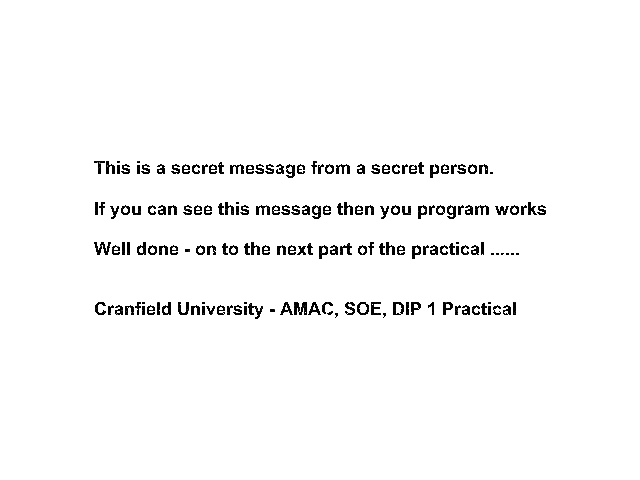 This is a secret message from a secret person.
If you can see this message then you program works
Well done - on to the next part of the practical ......
Cranfield University - AMAC, SOE, DIP 1 Practical